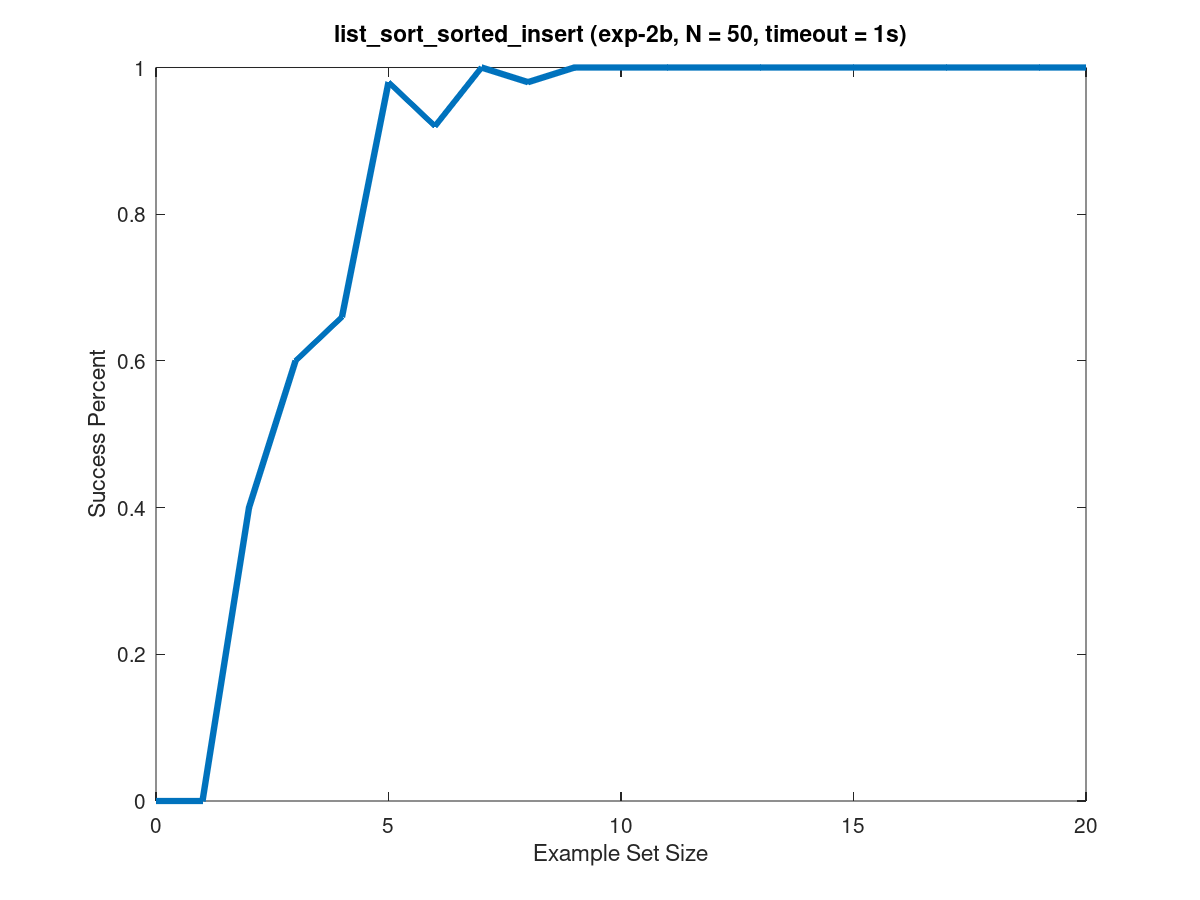 list_sort_sorted_insert (exp-2b, N = 50, timeout = 1s)
1
0.8
0.6
0.4
0.2
0
Success Percent
0 5 10 15 20
Example Set Size